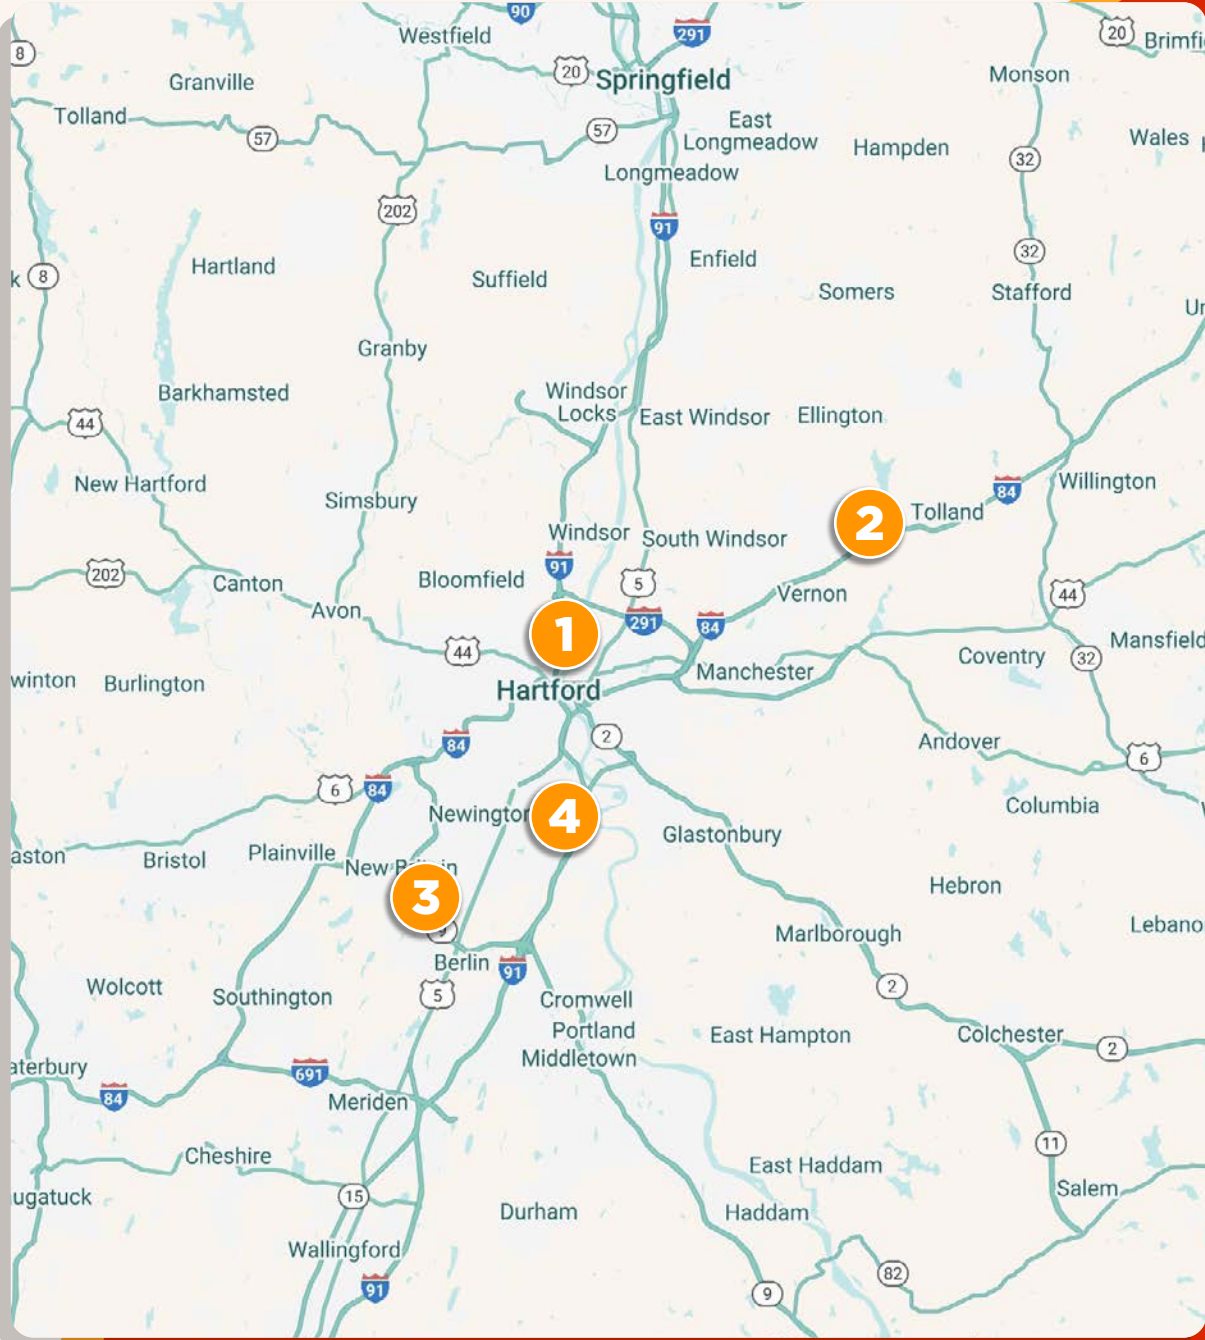 90
291
20
Westfield
8
Brimfi
20
Springfield
Monson
Granville
Tolland
East
Longmeadow
57
57
Wales
Hampden
32
Longmeadow
202
91
32
Enfield
Hartland
k
8
Suffield
Somers
Stafford
Un
Granby
Barkhamsted
Windsor
Locks
East Windsor
Ellington
44
New Hartford
Simsbury
84
Willington
2
Tolland
Windsor
South Windsor
91
202
Canton
Bloomfield
5
Vernon
44
Avon
1
291
84
44
Manchester
Coventry
32
Mansfield
winton
Burlington
Hartford
84
2
Andover
6
6
84
Columbia
Newington
4
Glastonbury
aston
Bristol
Plainville
New Britain
3
9
Hebron
Marlborough
Lebano
Berlin
91
Wolcott
Southington
5
Cromwell
2
Portland
East Hampton
Colchester
2
Middletown
aterbury
691
84
Meriden
11
Cheshire
East Haddam
augatuck
15
Salem
Durham
Haddam
Wallingford
82
91
9